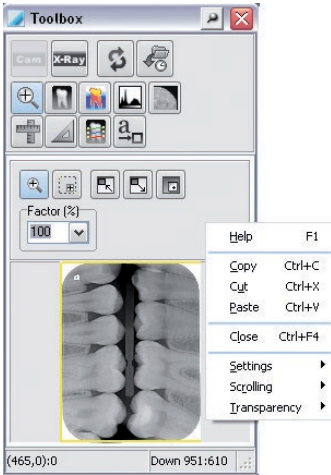 Toolbox
Cam X-Ray
a
Factor (%)
100
Help F1
Copy Ctrl+C
Cut Ctrl+X
Paste Ctrl+V
Close Ctrl+F4
Settings
Scrolling
Transparency
a
(465,0):0 Down 951:610